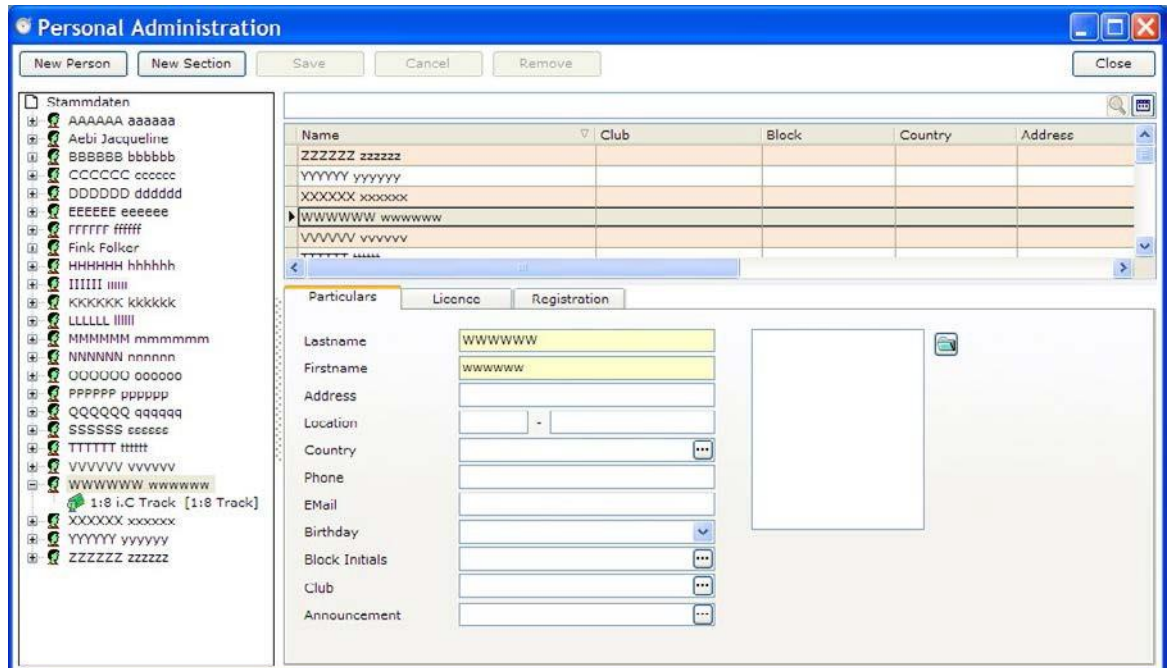 Personal Administration
New Person New Section Save Cancel Remove Close
Stammdaten
AAAAAA aaaaaa
Aebi Jacqueline
BBBBBB bbbbbb
CCCCCC cccccc
DDDDDD dddddd
EEEEEE eeeeee
FFFFFF ffffff
Fink Folker
HHHHHH hhhhhh
IIIIII iiiiii
KKKKKK kkkkkk
LLLLLL llllll
MMMMMM mmmmmm
NNNNNN nnnnnn
OOOOOO oooooo
PPPPPP pppppp
QQQQQQ qqqqqq
SSSSSS ssssss
TTTTTT tttttt
VVVVVV vvvvvv
WWWWWW wwwwww
1:8 i.C Track [1:8 Track]
XXXXXX xxxxxx
YYYYYY yyyyyy
ZZZZZZ zzzzzz
Name Club Block Country Address
ZZZZZZ zzzzzz
YYYYYY yyyyyy
XXXXXX xxxxxx
WWWWWW wwwwww
VVVVVV vvvvvv
TTTTTT tttttt
Particulars Licence Registration
Lastname WWWWWW
Firstname wwwwww
Address
Location -
Country
Phone
EMail
Birthday
Block Initials
Club
Announcement